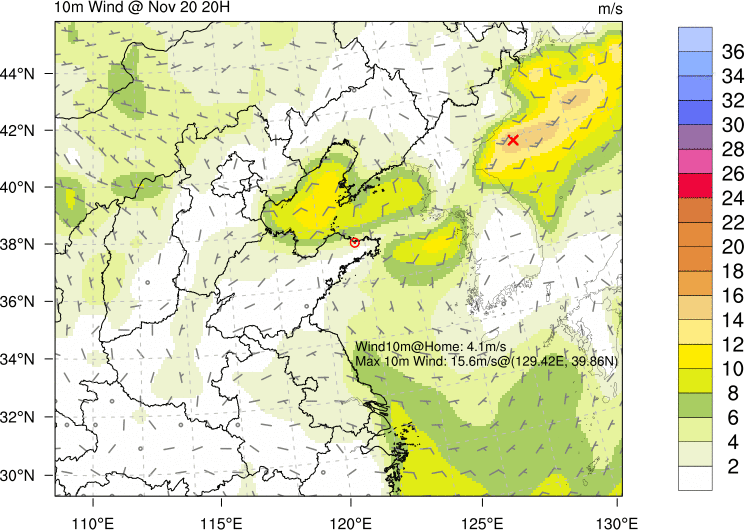 10m Wind @ Nov 20 20H
m/s
44°N
42°N
40°N
38°N
36°N
34°N
32°N
30°N
110°E
115°E
120°E
125°E
130°E
Wind10m@Home: 4.1m/s
Max 10m Wind: 15.6m/s@(129.42E, 39.86N)
36
34
32
30
28
26
24
22
20
18
16
14
12
10
8
6
4
2